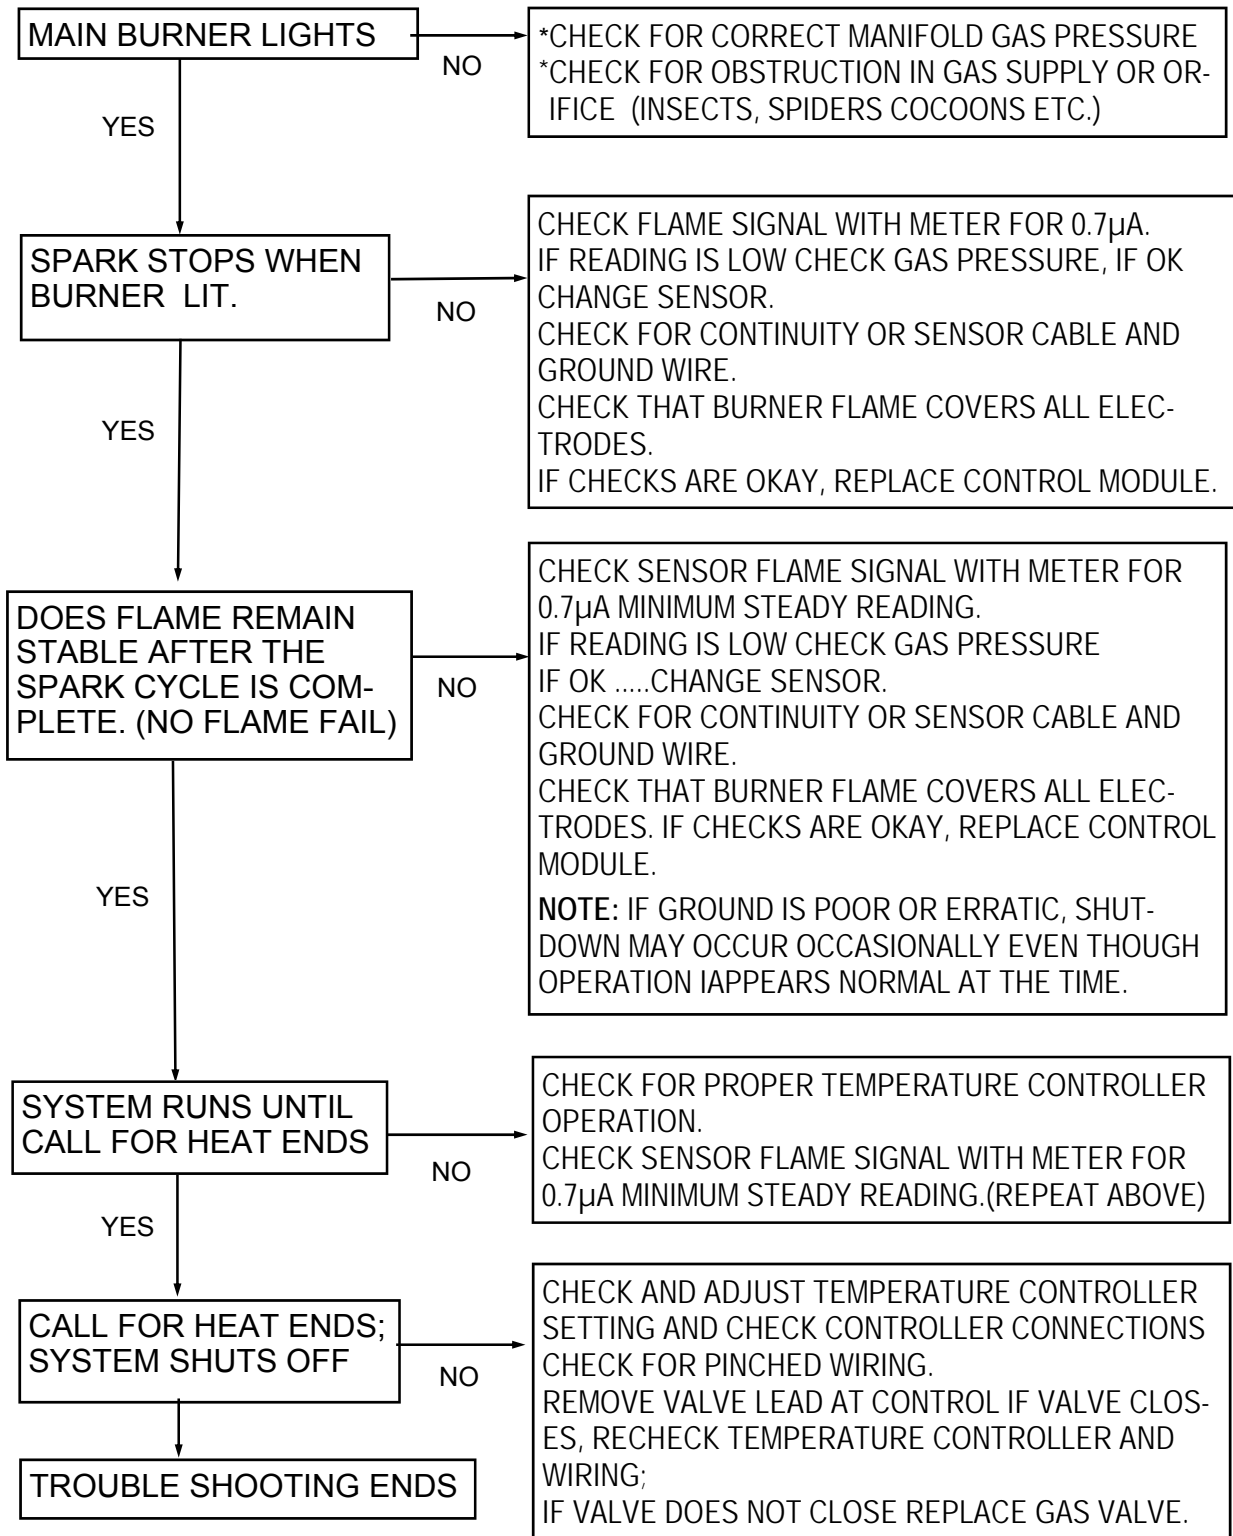 MAIN BURNER LIGHTS
NO
*CHECK FOR CORRECT MANIFOLD GAS PRESSURE
*CHECK FOR OBSTRUCTION IN GAS SUPPLY OR OR-
IFICE (INSECTS, SPIDERS COCOONS ETC.)
YES
SPARK STOPS WHEN
BURNER LIT.
NO
CHECK FLAME SIGNAL WITH METER FOR 0.7µA.
IF READING IS LOW CHECK GAS PRESSURE, IF OK
CHANGE SENSOR.
CHECK FOR CONTINUITY OR SENSOR CABLE AND
GROUND WIRE.
CHECK THAT BURNER FLAME COVERS ALL ELEC-
TRODES.
IF CHECKS ARE OKAY, REPLACE CONTROL MODULE.
YES
DOES FLAME REMAIN
STABLE AFTER THE
SPARK CYCLE IS COM-
PLETE. (NO FLAME FAIL)
NO
CHECK SENSOR FLAME SIGNAL WITH METER FOR
0.7µA MINIMUM STEADY READING.
IF READING IS LOW CHECK GAS PRESSURE
IF OK .....CHANGE SENSOR.
CHECK FOR CONTINUITY OR SENSOR CABLE AND
GROUND WIRE.
CHECK THAT BURNER FLAME COVERS ALL ELEC-
TRODES. IF CHECKS ARE OKAY, REPLACE CONTROL
MODULE.
NOTE: IF GROUND IS POOR OR ERRATIC, SHUT-
DOWN MAY OCCUR OCCASIONALLY EVEN THOUGH
OPERATION IAPPEARS NORMAL AT THE TIME.
YES
SYSTEM RUNS UNTIL
CALL FOR HEAT ENDS
NO
CHECK FOR PROPER TEMPERATURE CONTROLLER
OPERATION.
CHECK SENSOR FLAME SIGNAL WITH METER FOR
0.7µA MINIMUM STEADY READING.(REPEAT ABOVE)
YES
CALL FOR HEAT ENDS;
SYSTEM SHUTS OFF
NO
CHECK AND ADJUST TEMPERATURE CONTROLLER
SETTING AND CHECK CONTROLLER CONNECTIONS
CHECK FOR PINCHED WIRING.
REMOVE VALVE LEAD AT CONTROL IF VALVE CLOS-
ES, RECHECK TEMPERATURE CONTROLLER AND
WIRING;
IF VALVE DOES NOT CLOSE REPLACE GAS VALVE.
TROUBLE SHOOTING ENDS